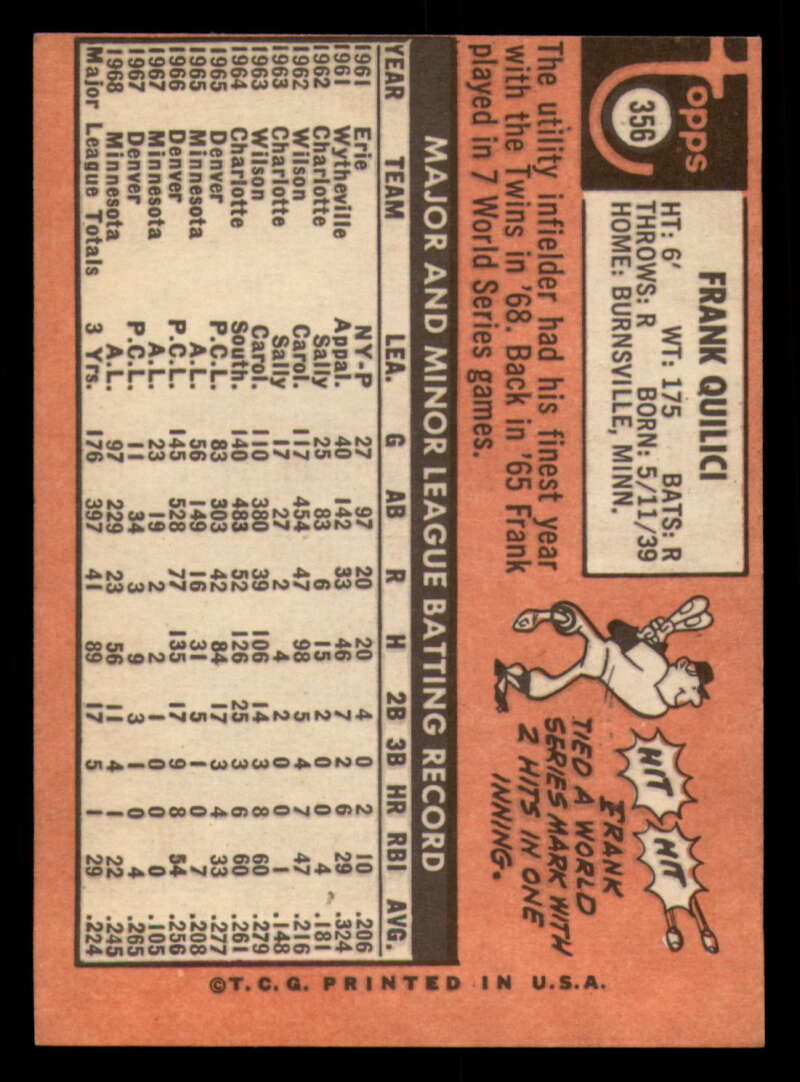 Topps
356
FRANK QUILICI
HT: 6' WT: 175 BATS: R
THROWS: R BORN: 5/11/39
HOME: BURNSVILLE, MINN.
The utility infielder had his finest year
with the Twins in '68. Back in '65 Frank
played in 7 World Series games.
HIT HIT
FRANK
TIED A WORLD
SERIES MARK WITH
2 HITS IN ONE
INNING.
MAJOR AND MINOR LEAGUE BATTING RECORD
YEAR TEAM LEA. G AB R H 2B 3B HR RBI AVG.
1961 Erie NY-P 27 97 20 20 4 0 2 10 .206
1961 Wytheville Appal. 40 142 33 46 7 2 6 29 .324
1962 Charlotte Sally 25 83 6 15 2 0 0 4 .181
1962 Wilson Carol. 117 454 47 98 5 4 7 47 .216
1963 Charlotte Sally 17 27 2 4 2 0 0 1 .148
1963 Wilson Carol. 110 380 39 106 14 3 8 60 .279
1964 Charlotte South. 140 483 52 126 25 3 6 60 .261
1965 Denver P.C.L. 83 303 42 84 17 3 4 33 .277
1965 Minnesota A.L. 56 149 16 31 5 1 0 7 .208
1966 Denver P.C.L. 145 528 77 135 17 9 8 54 .256
1967 Minnesota A.L. 23 19 2 2 1 0 0 0 .105
1967 Denver P.C.L. 11 34 3 9 3 1 0 4 .265
1968 Minnesota A.L. 97 229 23 56 11 4 1 22 .245
Major League Totals 3 Yrs. 176 397 41 89 17 5 1 29 .224
©T.C.G. PRINTED IN U.S.A.